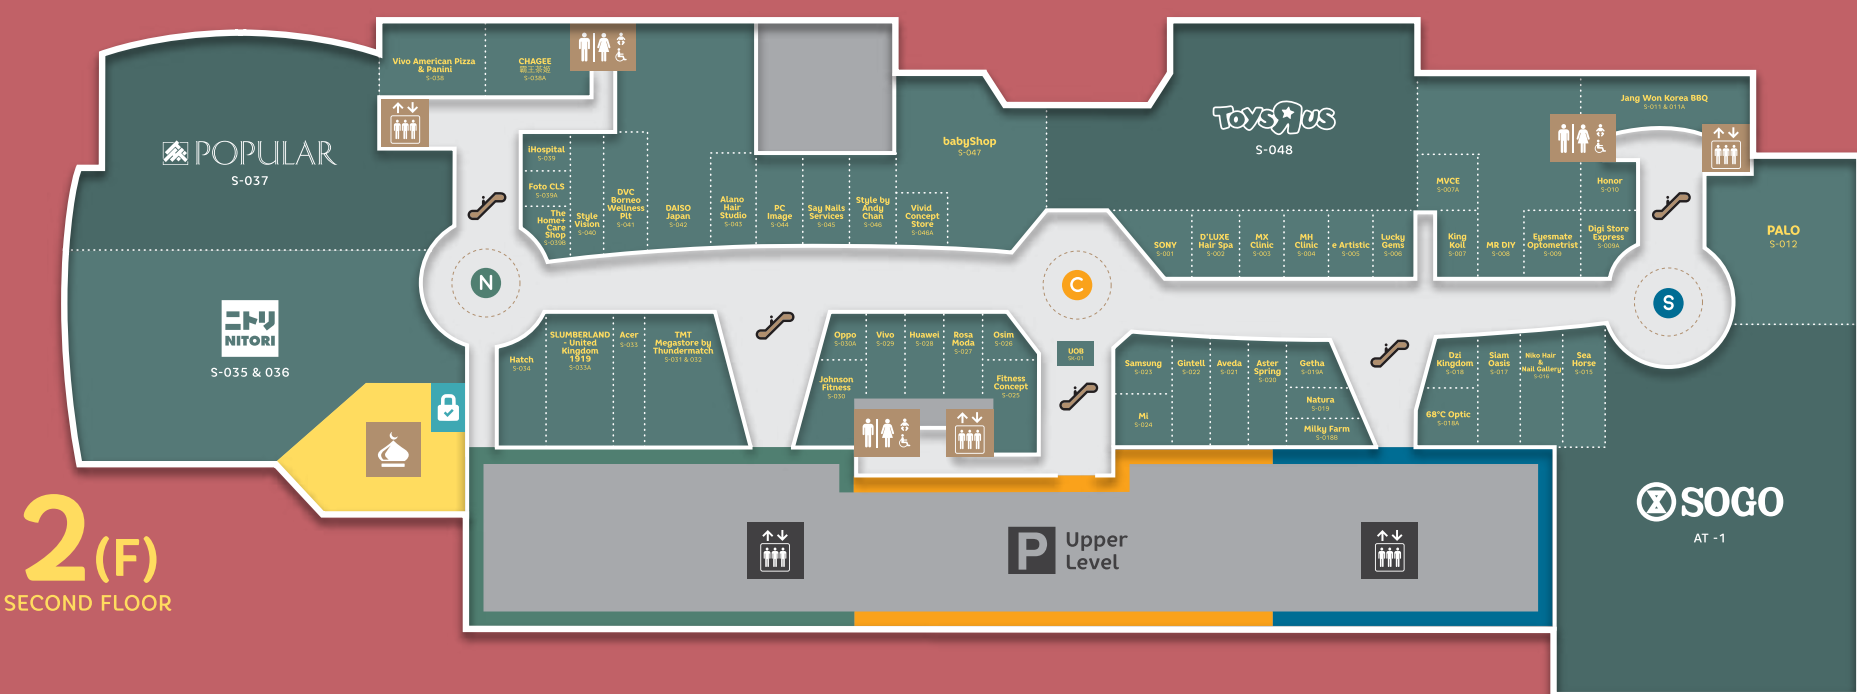 Vivo American Pizza
& Panini
S-038
CHAGEE
霸王茶姬
S-038A
POPULAR
S-037
iHospital
S-039
Foto CLS
S-039A
The
Home+
Care
Shop
S-039B
Style
Vision
S-040
DVC
Borneo
Wellness
Plt
S-041
DAISO
Japan
S-042
Alano
Hair
Studio
S-043
PC
Image
S-044
Say Nails
Services
S-045
Style by
Andy
Chan
S-046
Vivid
Concept
Store
S-046A
babyShop
S-047
ToysЯus
S-048
Jang Won Korea BBQ
S-011 & 011A
MVCE
S-007A
Honor
S-010
SONY
S-001
D'LUXE
Hair Spa
S-002
MX
Clinic
S-003
MH
Clinic
S-004
e Artistic
S-005
Lucky
Gems
S-006
King
Koil
S-007
MR DIY
S-008
Eyesmate
Optometrist
S-009
Digi Store
Express
S-009A
PALO
S-012
N
C
S
ニトリ
NITORI
S-035 & 036
Hatch
S-034
SLUMBERLAND
- United
Kingdom
1919
S-033A
Acer
S-033
TMT
Megastore by
Thundermatch
S-031 & 032
Oppo
S-030A
Vivo
S-029
Huawei
S-028
Rosa
Moda
S-027
Osim
S-026
Johnson
Fitness
S-030
Fitness
Concept
S-025
UOB
SK-01
Samsung
S-023
Gintell
S-022
Aveda
S-021
Aster
Spring
S-020
Getha
S-019A
Mi
S-024
Natura
S-019
Milky Farm
S-018B
Dzi
Kingdom
S-018
Siam
Oasis
S-017
Niko Hair
&
Nail Gallery
S-016
Sea
Horse
S-015
68°C Optic
S-018A
SOGO
AT -1
P
Upper
Level
2 (F)
SECOND FLOOR